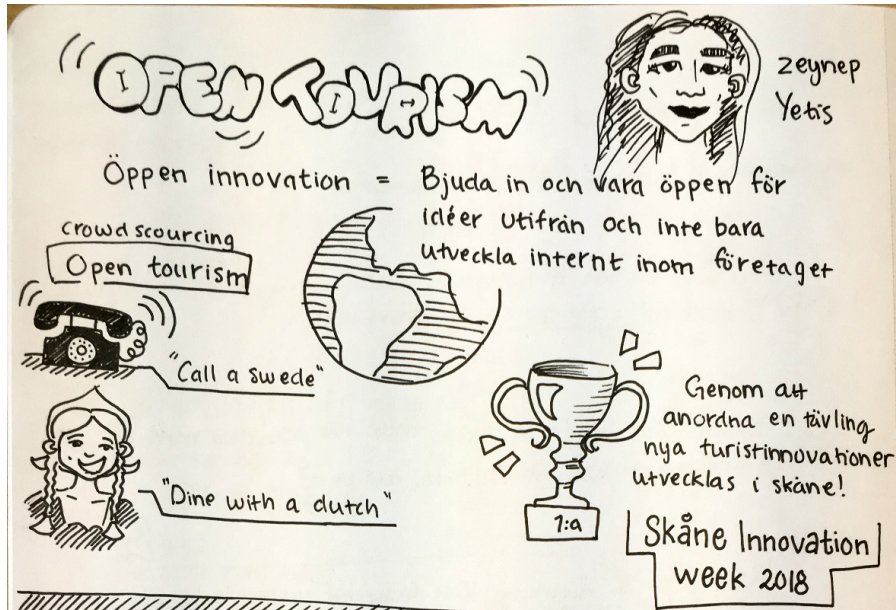 OPEN TOURISM
zeynep
Yetis
Öppen innovation = Bjuda in och vara öppen för
idéer utifrån och inte bara
utveckla internt inom företaget
crowdscourcing
Open tourism
"Call a swede"
"Dine with a dutch"
1:a
Genom att
anordna en tävling
nya turistinnovationer
utvecklas i skåne!
Skåne Innovation
week 2018